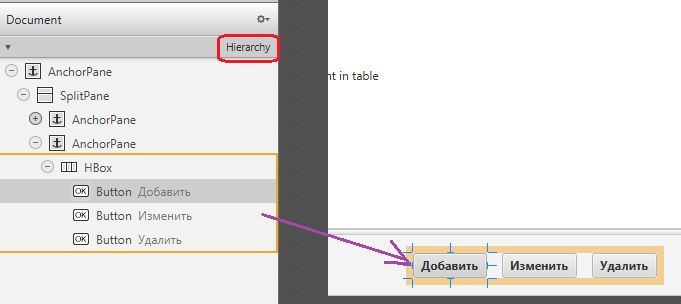 Document
Hierarchy
AnchorPane
SplitPane
AnchorPane
AnchorPane
HBox
OK Button Добавить
OK Button Изменить
OK Button Удалить
nt in table
Добавить Изменить Удалить